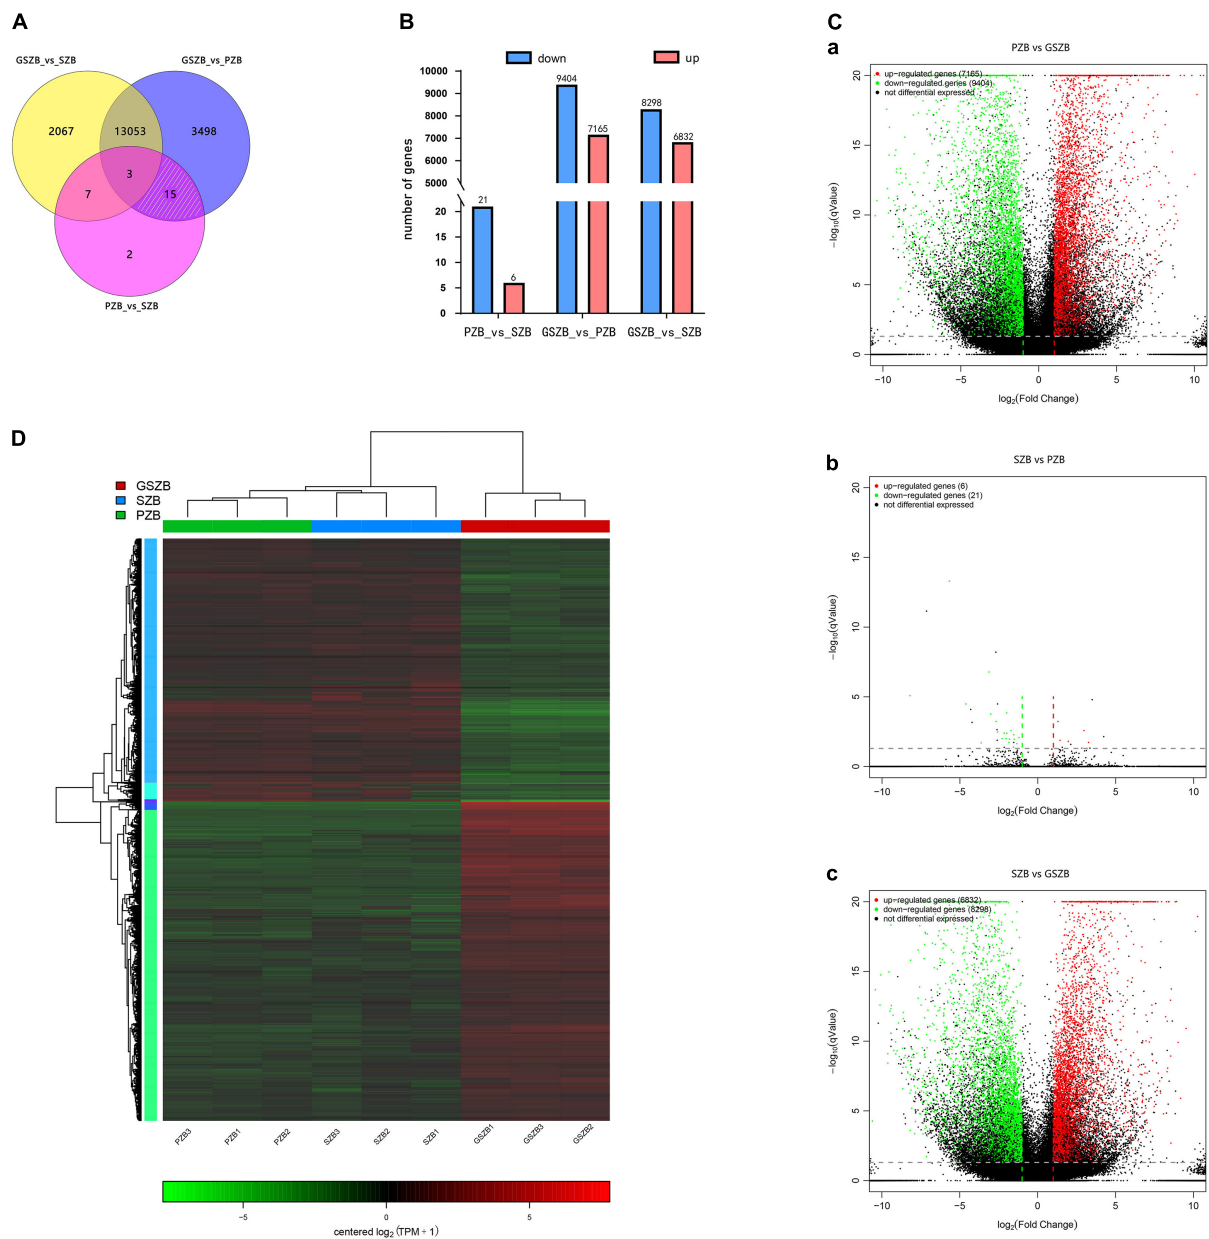 A
GSZB_vs_SZB
GSZB_vs_PZB
2067
13053
3498
3
7
15
2
PZB_vs_SZB
B
down
up
number of genes
10000
9000
8000
7000
6000
5000
20
15
10
5
0
21
6
9404
7165
8298
6832
PZB_vs_SZB
GSZB_vs_PZB
GSZB_vs_SZB
C
a
PZB vs GSZB
up−regulated genes (7165)
down−regulated genes (9404)
not differential expressed
−log10(qValue)
20
15
10
5
0
−10
−5
0
5
10
log2(Fold Change)
b
SZB vs PZB
up−regulated genes (6)
down−regulated genes (21)
not differential expressed
−log10(qValue)
20
15
10
5
0
−10
−5
0
5
10
log2(Fold Change)
c
SZB vs GSZB
up−regulated genes (6832)
down−regulated genes (8298)
not differential expressed
−log10(qValue)
20
15
10
5
0
−10
−5
0
5
10
log2(Fold Change)
D
GSZB
SZB
PZB
PZB3
PZB1
PZB2
SZB3
SZB2
SZB1
GSZB1
GSZB3
GSZB2
−5
0
5
centered log2(TPM+1)